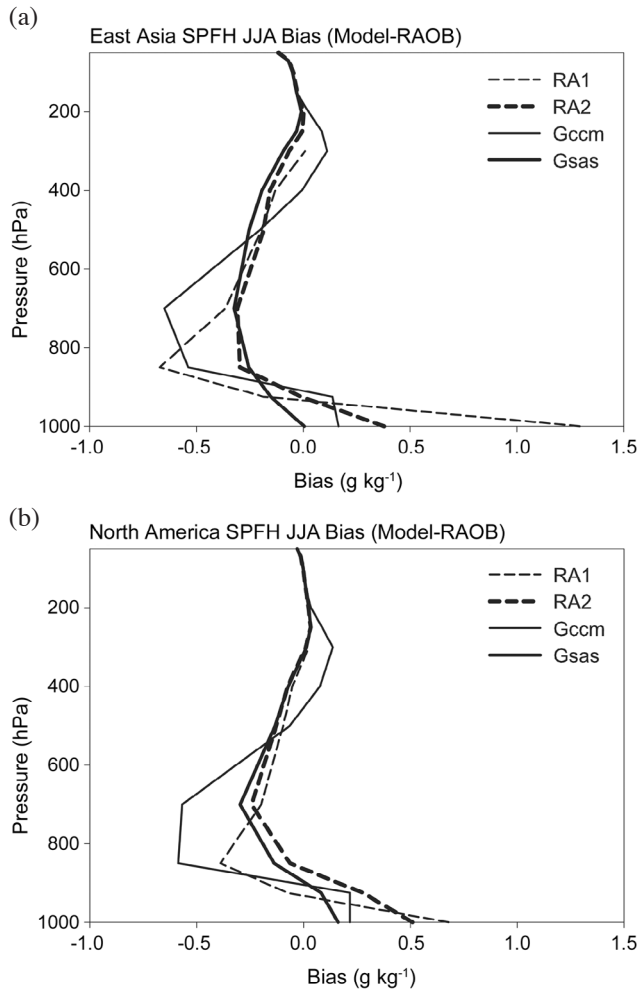 (a)
East Asia SPFH JJA Bias (Model-RAOB)
RA1
RA2
Gccm
Gsas
200
400
600
800
1000
Pressure (hPa)
-1.0 -0.5 0.0 0.5 1.0 1.5
Bias (g kg-1)
(b)
North America SPFH JJA Bias (Model-RAOB)
RA1
RA2
Gccm
Gsas
200
400
600
800
1000
Pressure (hPa)
-1.0 -0.5 0.0 0.5 1.0 1.5
Bias (g kg-1)